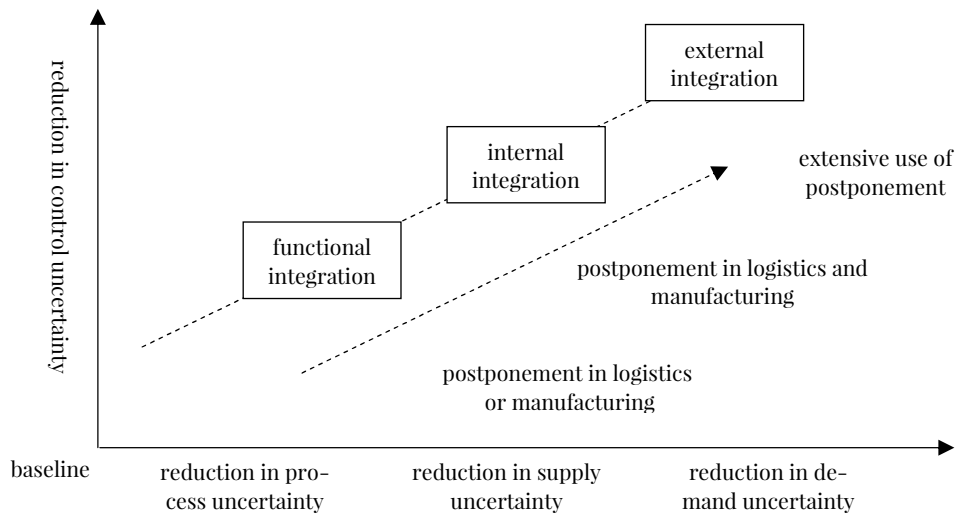 external
integration
internal
integration
extensive use of
postponement
reduction in control uncertainty
functional
integration
postponement in logistics and
manufacturing
postponement in logistics
or manufacturing
baseline
reduction in pro-
cess uncertainty
reduction in supply
uncertainty
reduction in de-
mand uncertainty